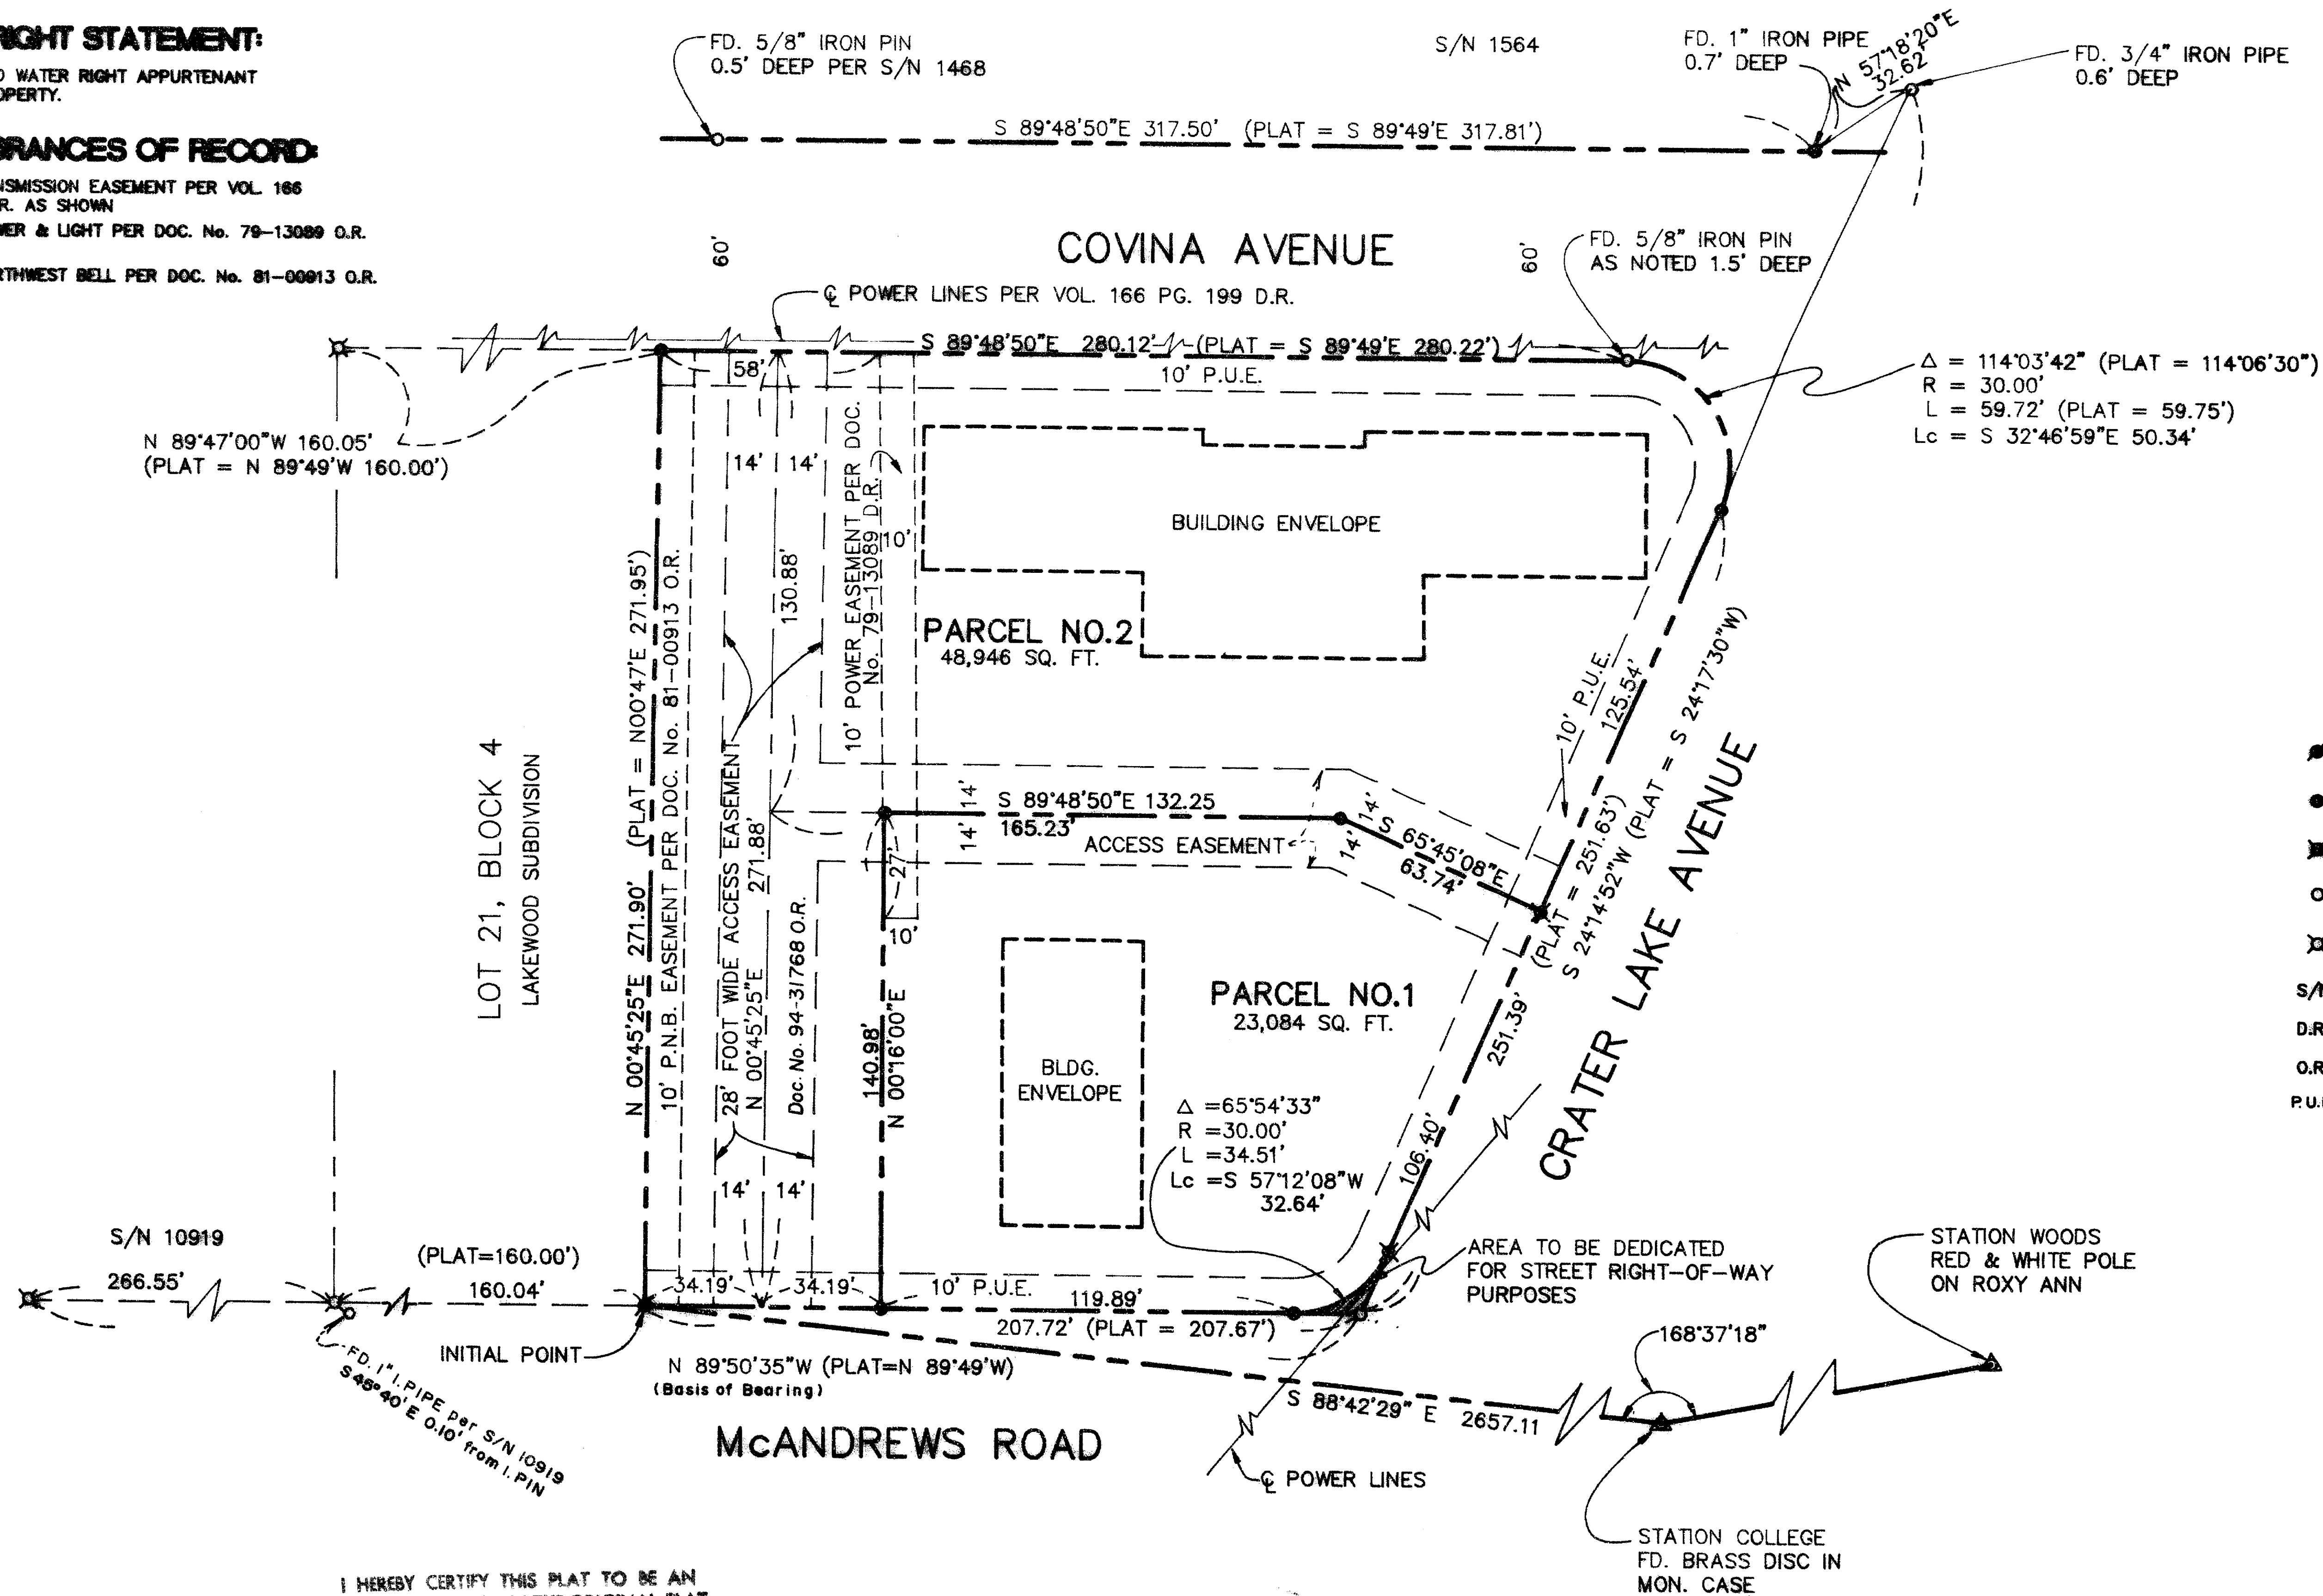 RIGHT STATEMENT:
WATER RIGHT APPURTENANT
OPERTY.
BRANCES OF RECORD:
NSMISSION EASEMENT PER VOL. 166
R. AS SHOWN
WER & LIGHT PER DOC. No. 79-13089 O.R.
RTHWEST BELL PER DOC. No. 81-00913 O.R.
FD. 5/8" IRON PIN
0.5' DEEP PER S/N 1468
S/N 1564
FD. 1" IRON PIPE
0.7' DEEP
N 57°18'20"E
32.62'
FD. 3/4" IRON PIPE
0.6' DEEP
S 89°48'50"E 317.50' (PLAT = S 89°49'E 317.81')
60'
COVINA AVENUE
60'
FD. 5/8" IRON PIN
AS NOTED 1.5' DEEP
℄ POWER LINES PER VOL. 166 PG. 199 D.R.
S 89°48'50"E 280.12' (PLAT = S 89°49'E 280.22')
58'
10' P.U.E.
Δ = 114°03'42" (PLAT = 114°06'30")
R = 30.00'
L = 59.72' (PLAT = 59.75')
Lc = S 32°46'59"E 50.34'
N 89°47'00"W 160.05'
(PLAT = N 89°49'W 160.00')
14' 14'
10' POWER EASEMENT PER DOC.
No. 79-13089 D.R.
10'
130.88'
BUILDING ENVELOPE
PARCEL NO.2
48,946 SQ. FT.
N 00°45'25"E 271.90' (PLAT = N00°47'E 271.95')
10' P.N.B. EASEMENT PER DOC. No. 81-00913 O.R.
28' FOOT WIDE ACCESS EASEMENT
N 00°45'25"E 271.88'
Doc. No. 94-31768 O.R.
LOT 21, BLOCK 4
LAKEWOOD SUBDIVISION
10' P.U.E.
125.54'
14'
S 89°48'50"E 132.25
14'
165.23'
ACCESS EASEMENT
14'
14'
S 65°45'08"E
63.74'
(PLAT = 251.63')
S 24°14'52"W (PLAT = S 24°17'30"W)
CRATER LAKE AVENUE
27'
10'
140.98'
N 00°16'00"E
PARCEL NO.1
23,084 SQ. FT.
251.39'
BLDG.
ENVELOPE
Δ =65°54'33"
R =30.00'
L =34.51'
Lc =S 57°12'08"W
32.64'
106.40'
14' 14'
S/N
D.R
O.R
P.U.
S/N 10919
266.55'
(PLAT=160.00')
160.04'
34.19' 34.19'
10' P.U.E.
119.89'
207.72' (PLAT = 207.67')
AREA TO BE DEDICATED
FOR STREET RIGHT-OF-WAY
PURPOSES
STATION WOODS
RED & WHITE POLE
ON ROXY ANN
168°37'18"
INITIAL POINT
FD. 1" I.PIPE per S/N 10919
S46°40'E 0.10' from I.PIN
N 89°50'35"W (PLAT=N 89°49'W)
(Basis of Bearing)
S 88°42'29" E 2657.11
McANDREWS ROAD
℄ POWER LINES
STATION COLLEGE
FD. BRASS DISC IN
MON. CASE
I HEREBY CERTIFY THIS PLAT TO BE AN